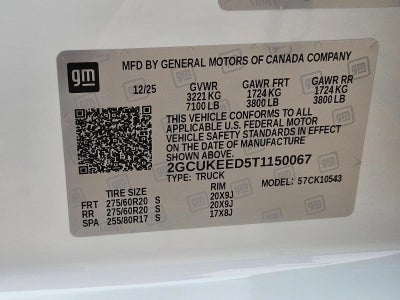 gm
MFD BY GENERAL MOTORS OF CANADA COMPANY
12/25 GVWR GAWR FRT GAWR RR
3221 KG 1724 KG 1724 KG
7100 LB 3800 LB 3800 LB
THIS VEHICLE CONFORMS TO ALL
APPLICABLE U.S. FEDERAL MOTOR
VEHICLE SAFETY STANDARDS IN EFFECT
ON THE DATE OF MANUFACTURE
SHOWN ABOVE.
2GCUKEED5T1150067
TYPE: TRUCK MODEL: 57CK10543
TIRE SIZE RIM
FRT 275/60R20 S 20X9J
RR 275/60R20 S 20X9J
SPA 255/80R17 S 17X8J